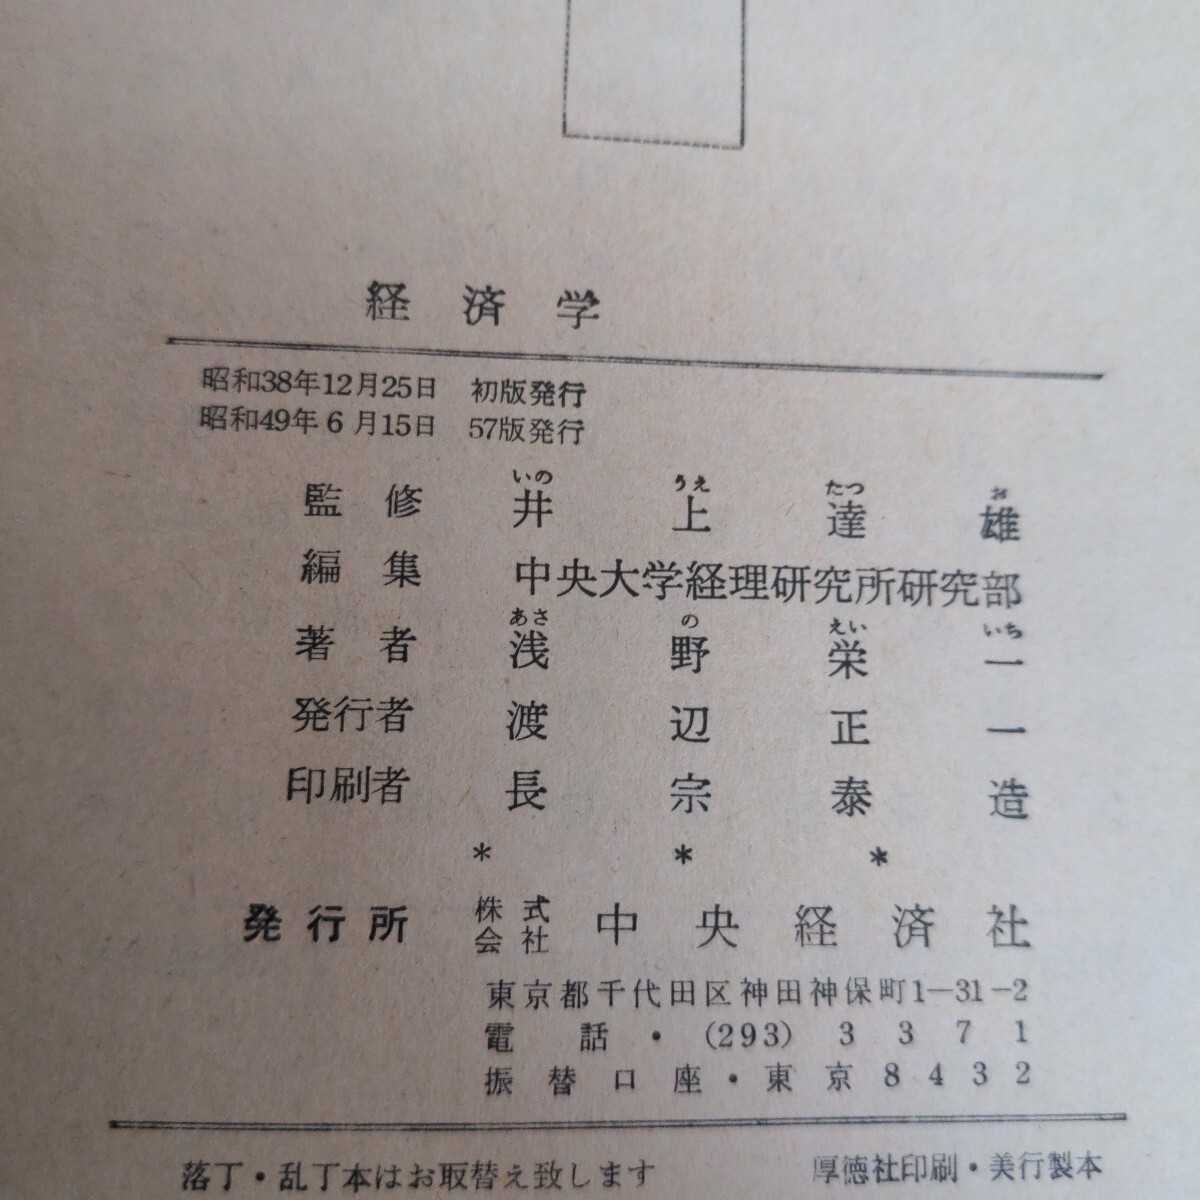 経済学
昭和38年12月25日 初版発行
昭和49年6月15日 57版発行
いの うえ たつ お
監修 井上達雄
編集 中央大学経理研究所研究部
あさ の えい いち
著者 浅野栄一
発行者 渡辺正一
印刷者 長宗泰造
* * *
発行所 株式会社 中央経済社
東京都千代田区神田神保町1-31-2
電話・(293) 3371
振替口座・東京8432
落丁・乱丁本はお取替え致します 厚徳社印刷・美行製本